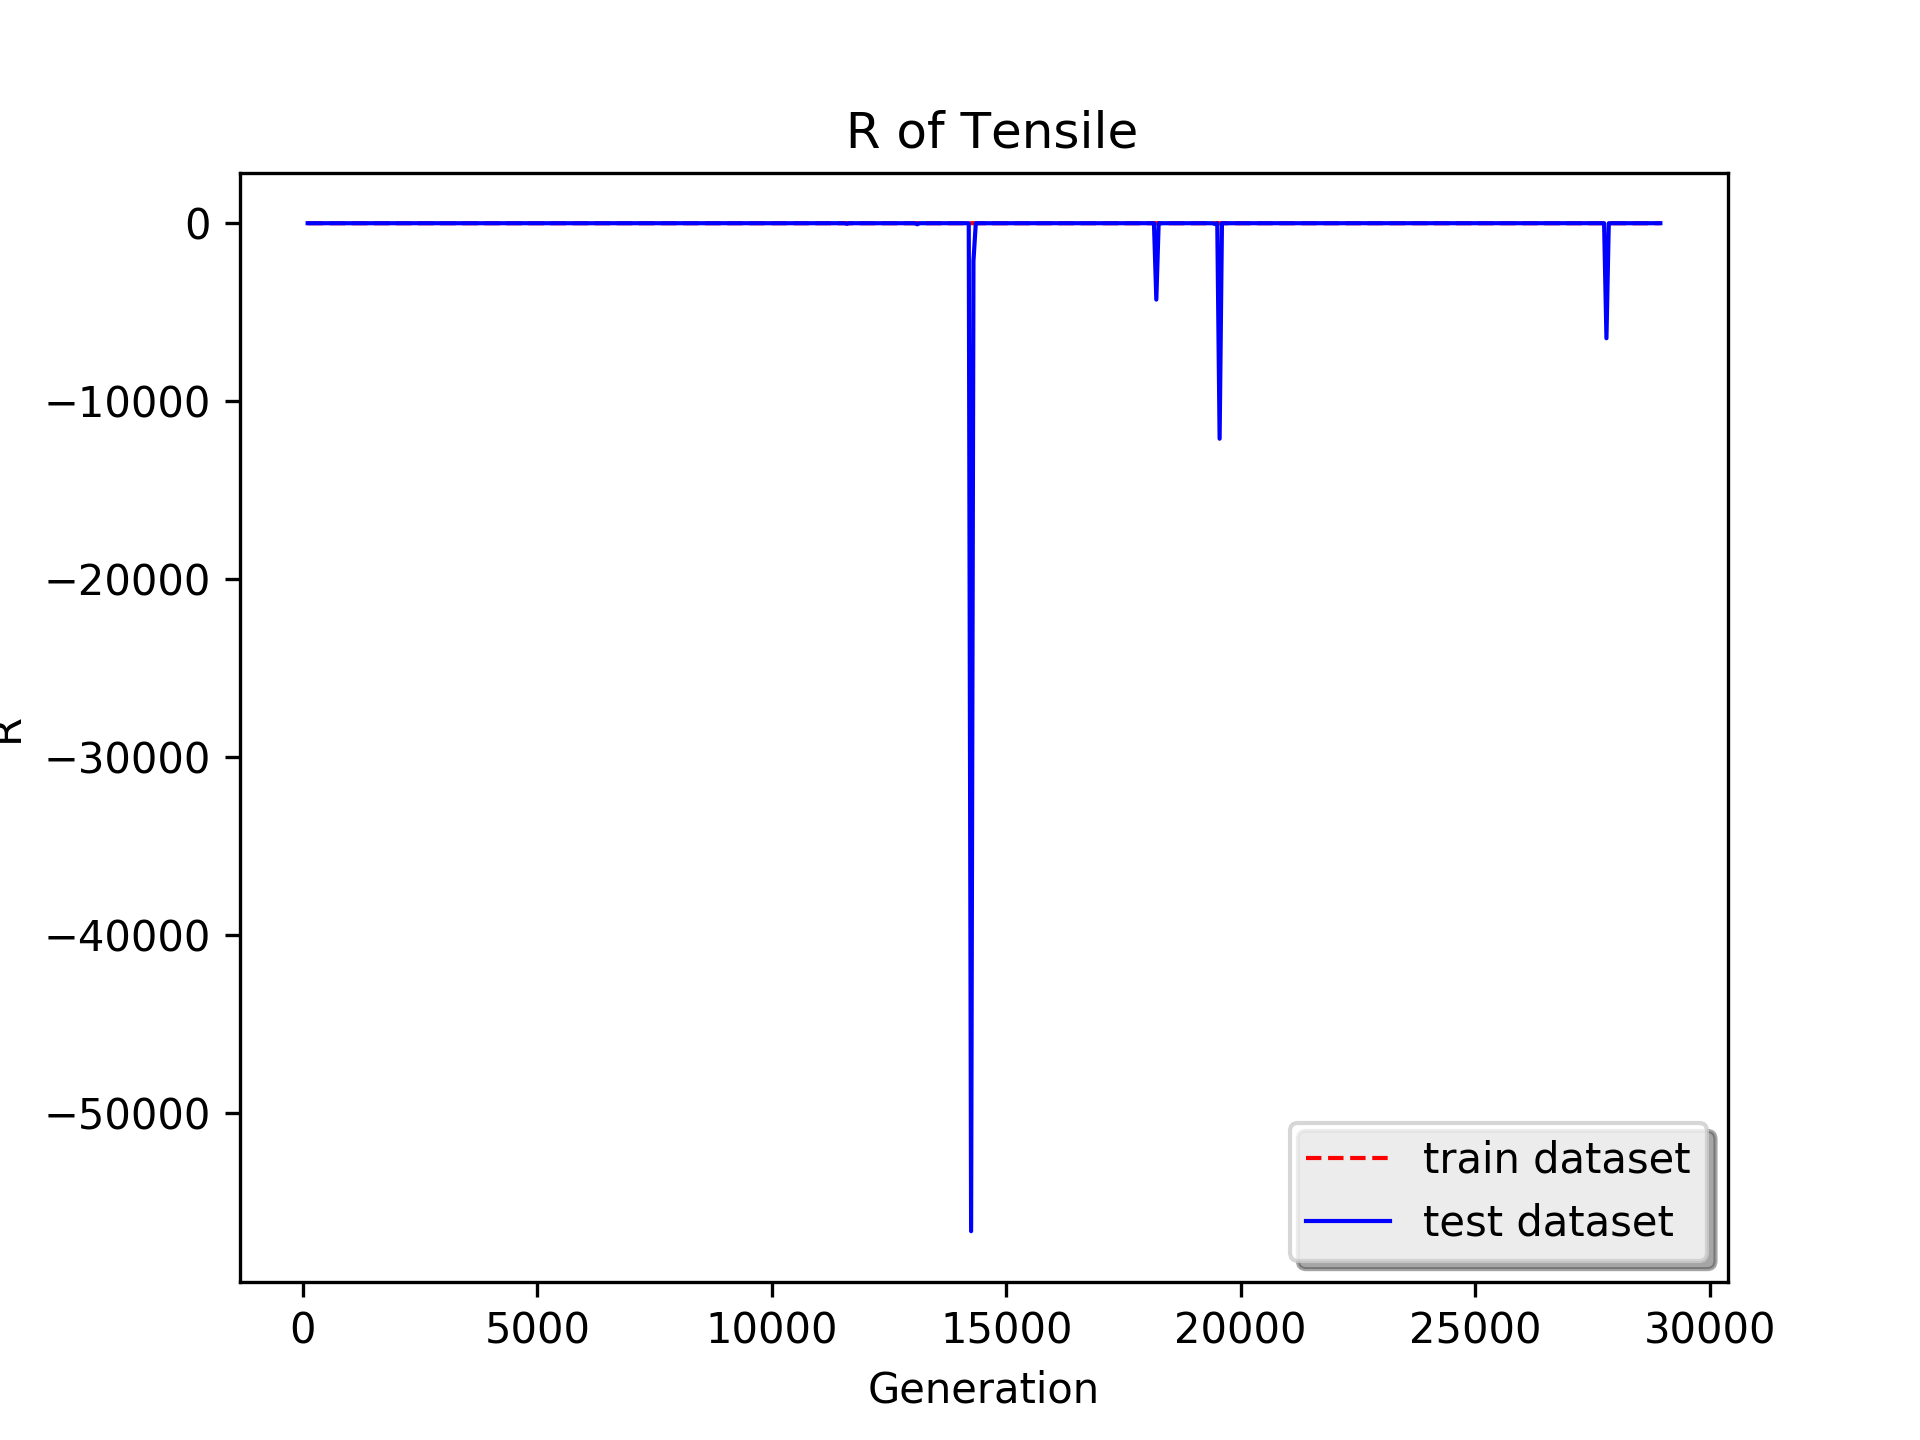 R of Tensile
0
−10000
−20000
−30000
−40000
−50000
R
0 5000 10000 15000 20000 25000 30000
Generation
train dataset
test dataset